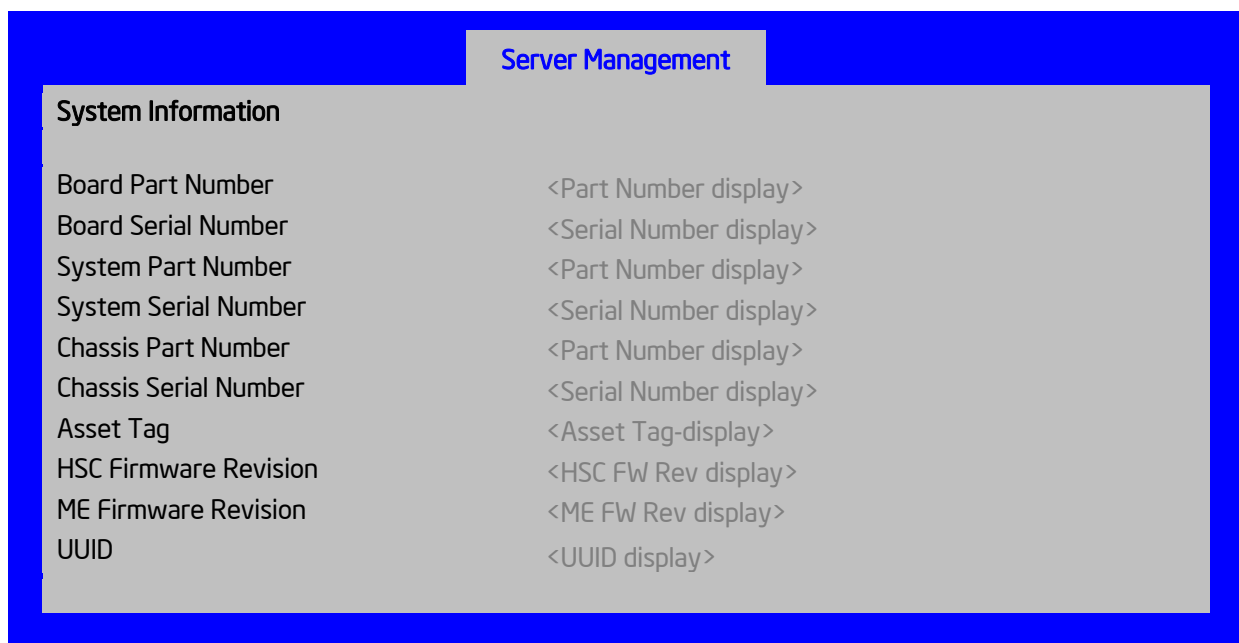 Server Management
System Information
Board Part Number <Part Number display>
Board Serial Number <Serial Number display>
System Part Number <Part Number display>
System Serial Number <Serial Number display>
Chassis Part Number <Part Number display>
Chassis Serial Number <Serial Number display>
Asset Tag <Asset Tag-display>
HSC Firmware Revision <HSC FW Rev display>
ME Firmware Revision <ME FW Rev display>
UUID <UUID display>